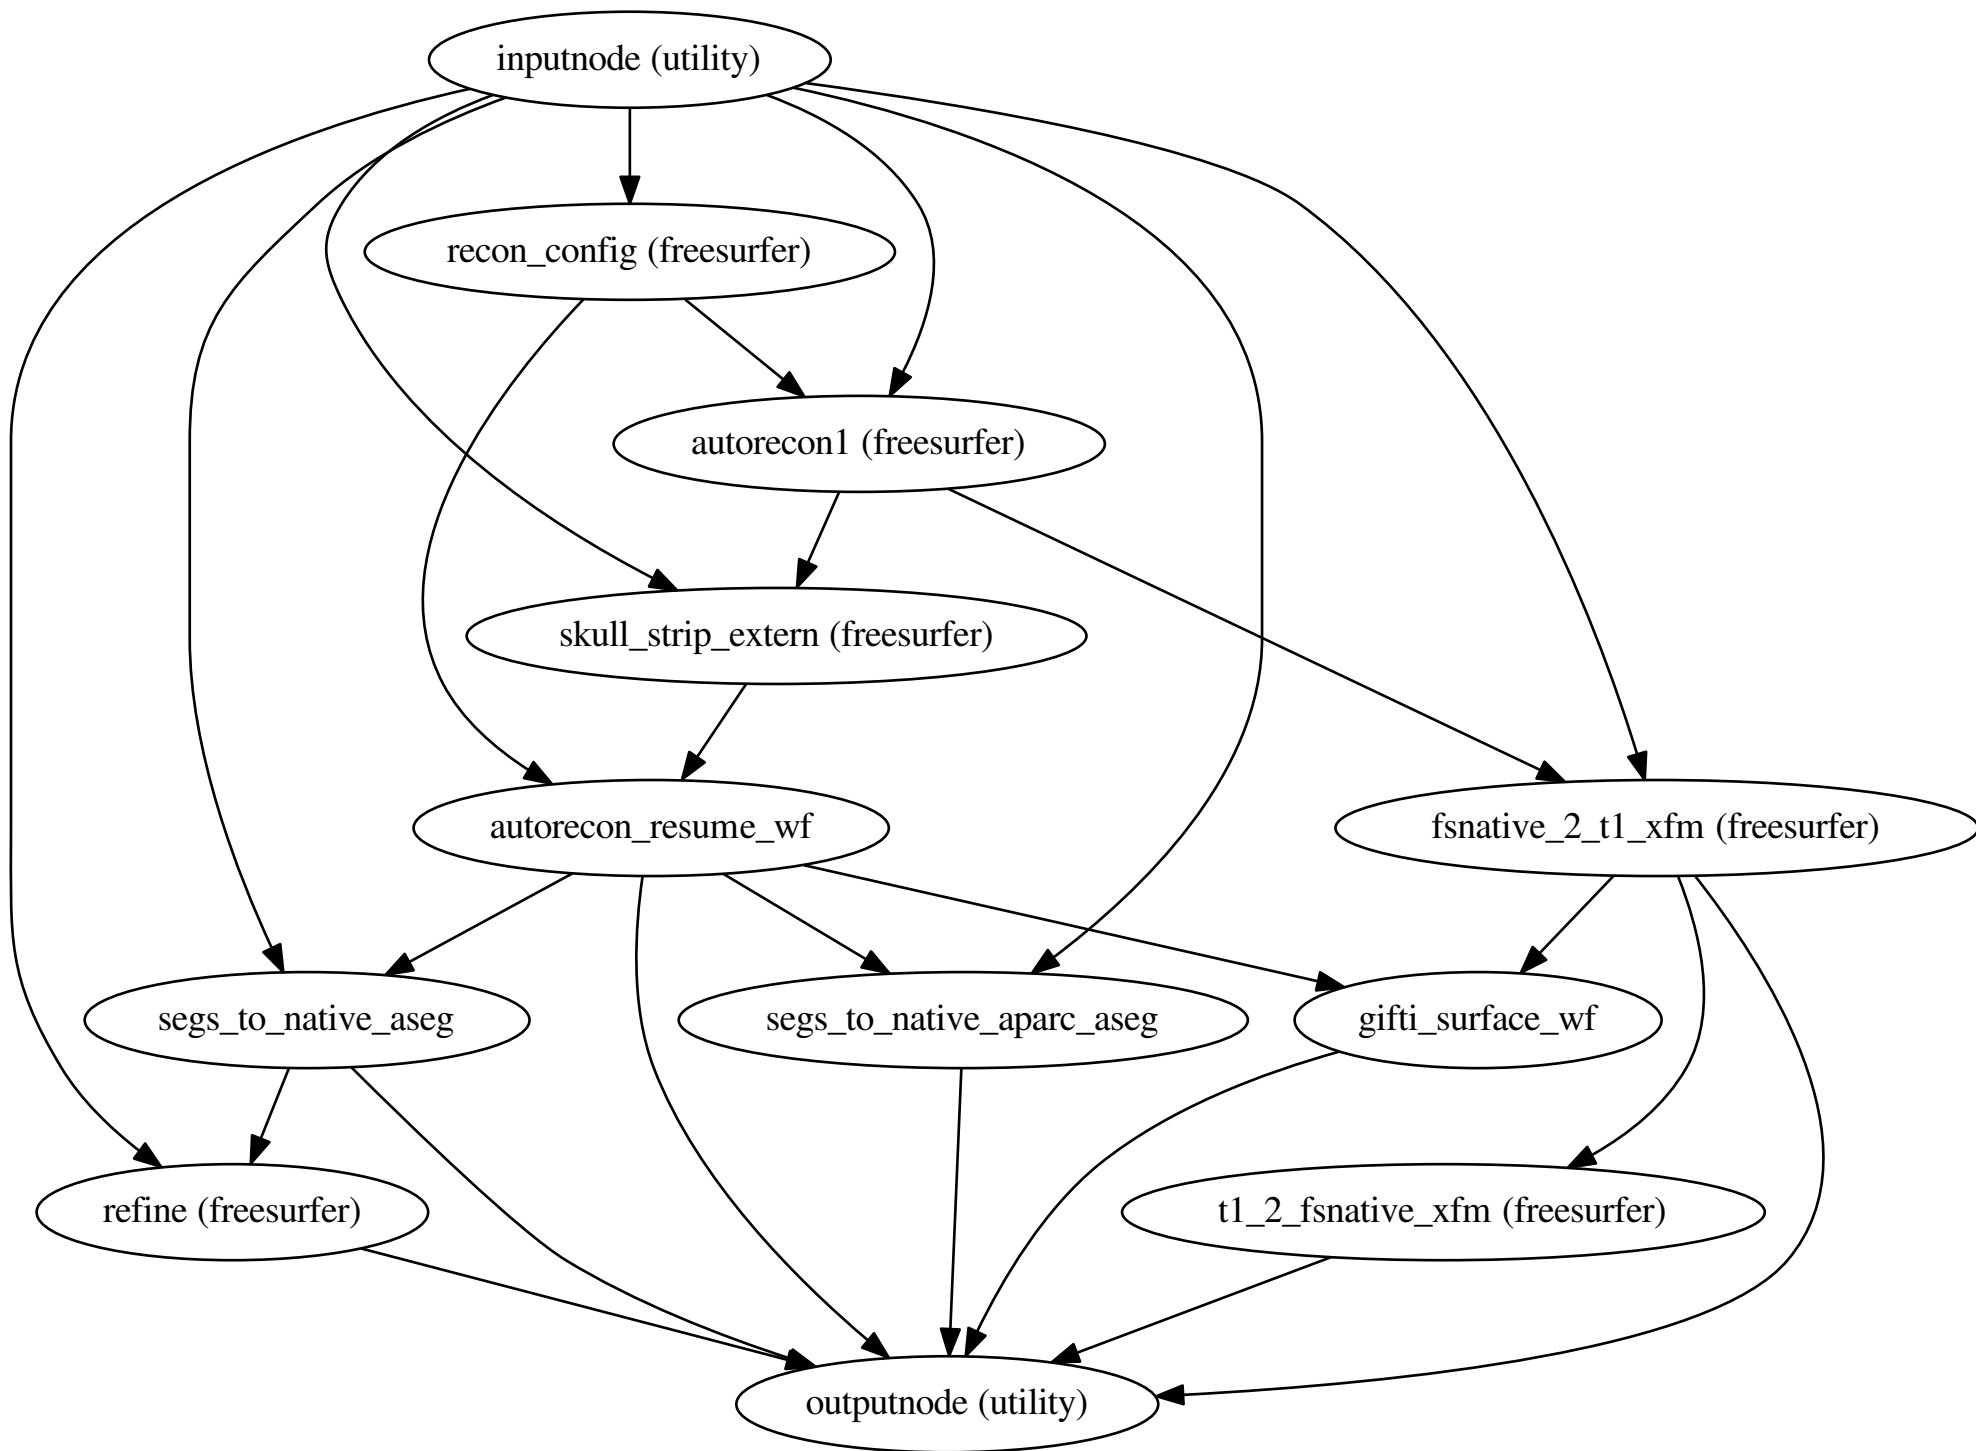 inputnode (utility)
recon_config (freesurfer)
autorecon1 (freesurfer)
skull_strip_extern (freesurfer)
autorecon_resume_wf
fsnative_2_t1_xfm (freesurfer)
segs_to_native_aseg
segs_to_native_aparc_aseg
gifti_surface_wf
refine (freesurfer)
t1_2_fsnative_xfm (freesurfer)
outputnode (utility)